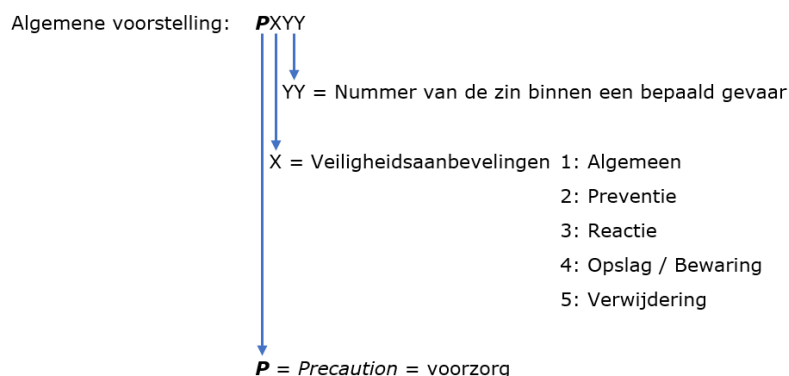 Algemene voorstelling: PXYY
YY = Nummer van de zin binnen een bepaald gevaar
X = Veiligheidsaanbevelingen 1: Algemeen
2: Preventie
3: Reactie
4: Opslag / Bewaring
5: Verwijdering
P = Precaution = voorzorg